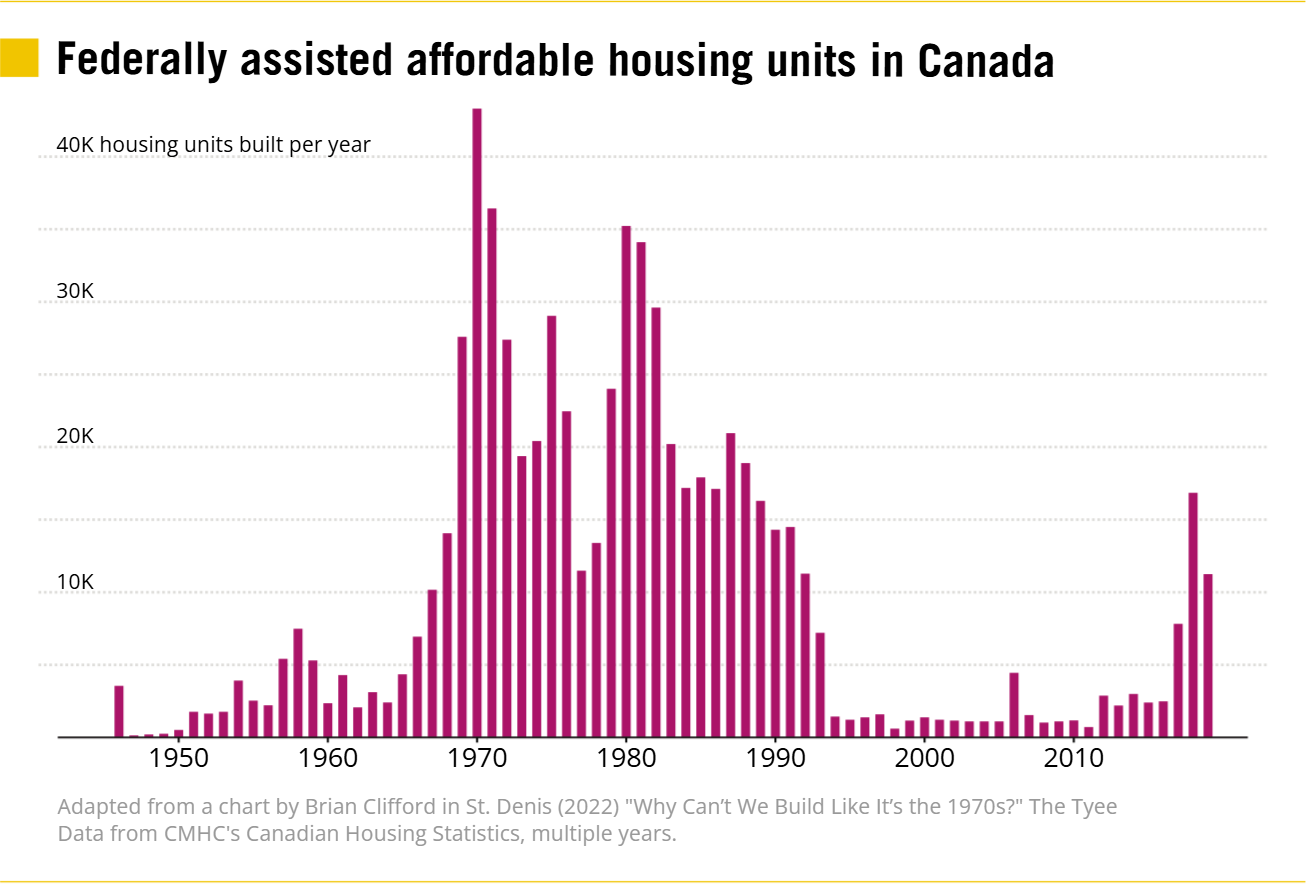 Federally assisted affordable housing units in Canada
40K housing units built per year
30K
20K
10K
1950 1960 1970 1980 1990 2000 2010
Adapted from a chart by Brian Clifford in St. Denis (2022) "Why Can’t We Build Like It’s the 1970s?" The Tyee
Data from CMHC's Canadian Housing Statistics, multiple years.